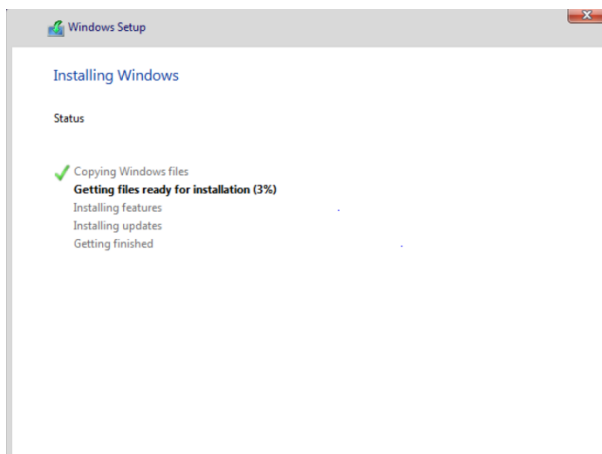 Windows Setup
Installing Windows
Status
Copying Windows files
Getting files ready for installation (3%)
Installing features
Installing updates
Getting finished